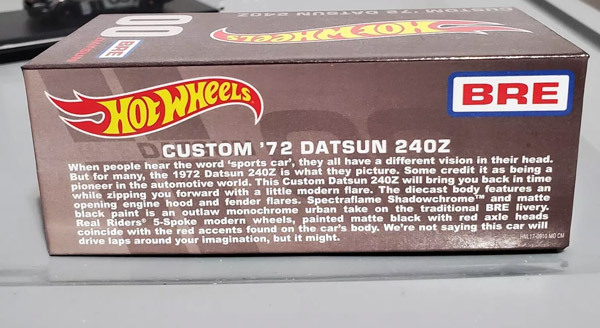 CUSTOM '72 DATSUN 240Z
HOT WHEELS
00
BRE
HOT WHEELS
BRE
CUSTOM '72 DATSUN 240Z
When people hear the word 'sports car', they all have a different vision in their head.
But for many, the 1972 Datsun 240Z is what they picture. Some credit it as being a
pioneer in the automotive world. This Custom Datsun 240Z will bring you back in time
while zipping you forward with a little modern flare. The diecast body features an
opening engine hood and fender flares. Spectraflame Shadowchrome™ and matte
black paint is an outlaw monochrome urban take on the traditional BRE livery.
Real Riders® 5-Spoke modern wheels, painted matte black with red axle heads
coincide with the red accents found on the car's body. We're not saying this car will
drive laps around your imagination, but it might.